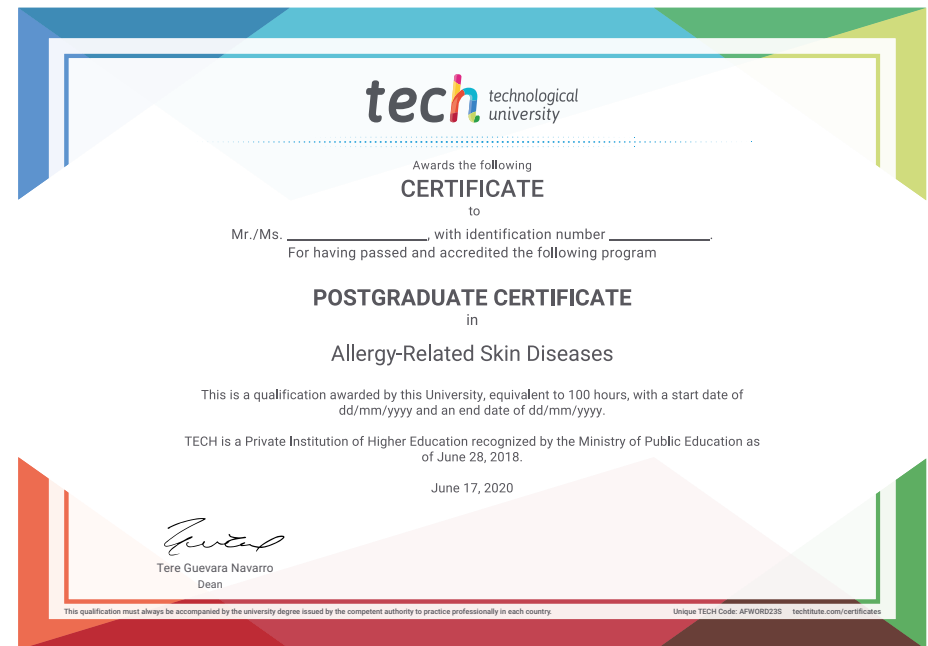 tech technological
university
Awards the following
CERTIFICATE
to
Mr./Ms. ____________________, with identification number ______________.
For having passed and accredited the following program
POSTGRADUATE CERTIFICATE
in
Allergy-Related Skin Diseases
This is a qualification awarded by this University, equivalent to 100 hours, with a start date of
dd/mm/yyyy and an end date of dd/mm/yyyy.
TECH is a Private Institution of Higher Education recognized by the Ministry of Public Education as
of June 28, 2018.
June 17, 2020
Tere Guevara Navarro
Dean
This qualification must always be accompanied by the university degree issued by the competent authority to practice professionally in each country.
Unique TECH Code: AFWORD23S techtitute.com/certificates